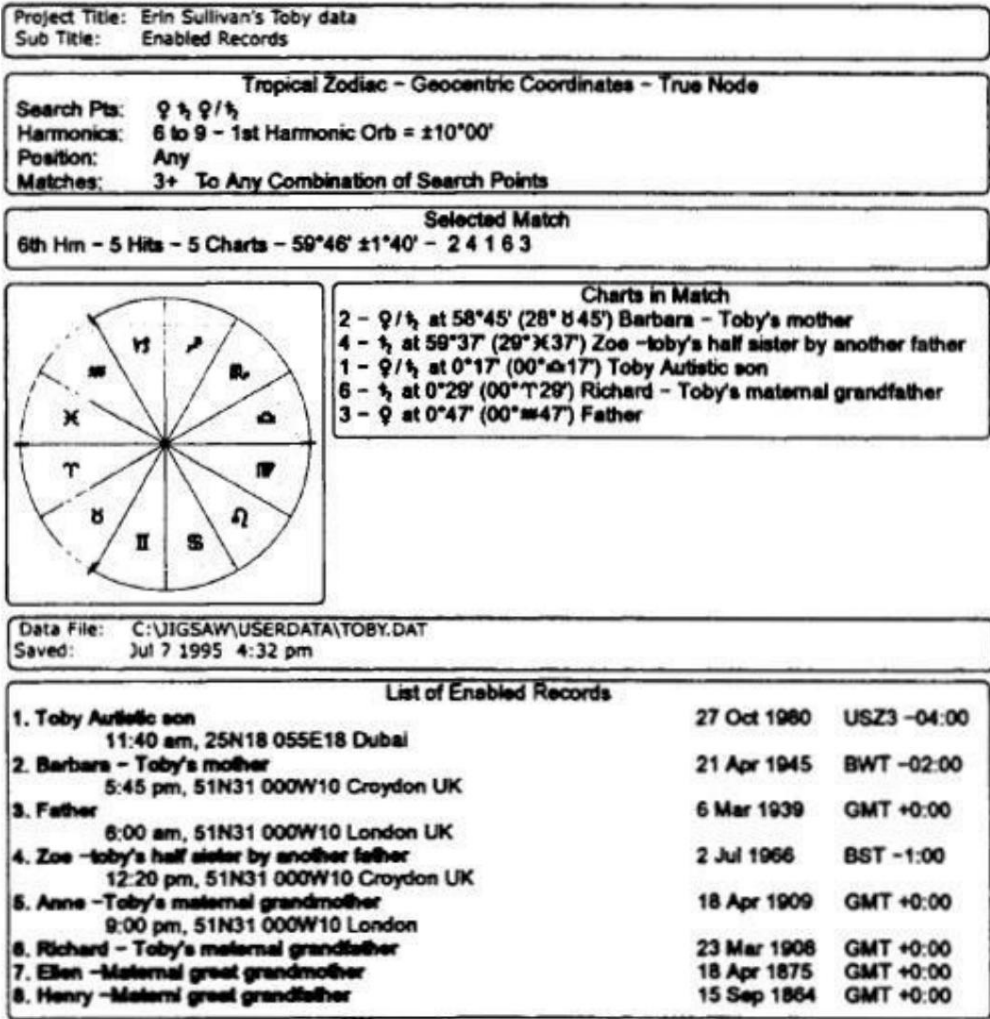 Project Title: Erin Sullivan's Toby data
Sub Title: Enabled Records
Tropical Zodiac – Geocentric Coordinates – True Node
Search Pts: ♀ ♄ ♀/♄
Harmonics: 6 to 9 – 1st Harmonic Orb = ±10°00'
Position: Any
Matches: 3+ To Any Combination of Search Points
Selected Match
6th Hm – 5 Hits – 5 Charts – 59°46' ±1°40' – 2 4 1 6 3
Charts in Match
2 – ♀/♄ at 58°45' (28°♉45') Barbara – Toby's mother
4 – ♄ at 59°37' (29°♓37') Zoe –toby's half sister by another father
1 – ♀/♄ at 0°17' (00°♎17') Toby Autistic son
6 – ♄ at 0°29' (00°♈29') Richard – Toby's maternal grandfather
3 – ♀ at 0°47' (00°♒47') Father
♑ ♐
♒ ♏
♓ ♎
♈ ♍
♉ ♌
♊ ♋
Data File: C:\JIGSAW\USERDATA\TOBY.DAT
Saved: Jul 7 1995 4:32 pm
List of Enabled Records
1. Toby Autistic son 27 Oct 1980 USZ3 –04:00
11:40 am, 25N18 055E18 Dubai
2. Barbara – Toby's mother 21 Apr 1945 BWT –02:00
5:45 pm, 51N31 000W10 Croydon UK
3. Father 6 Mar 1939 GMT +0:00
6:00 am, 51N31 000W10 London UK
4. Zoe –toby's half sister by another father 2 Jul 1966 BST –1:00
12:20 pm, 51N31 000W10 Croydon UK
5. Anne –Toby's maternal grandmother 18 Apr 1909 GMT +0:00
9:00 pm, 51N31 000W10 London
6. Richard – Toby's maternal grandfather 23 Mar 1908 GMT +0:00
7. Ellen –Maternal great grandmother 18 Apr 1875 GMT +0:00
8. Henry –Materni great grandfather 15 Sep 1864 GMT +0:00